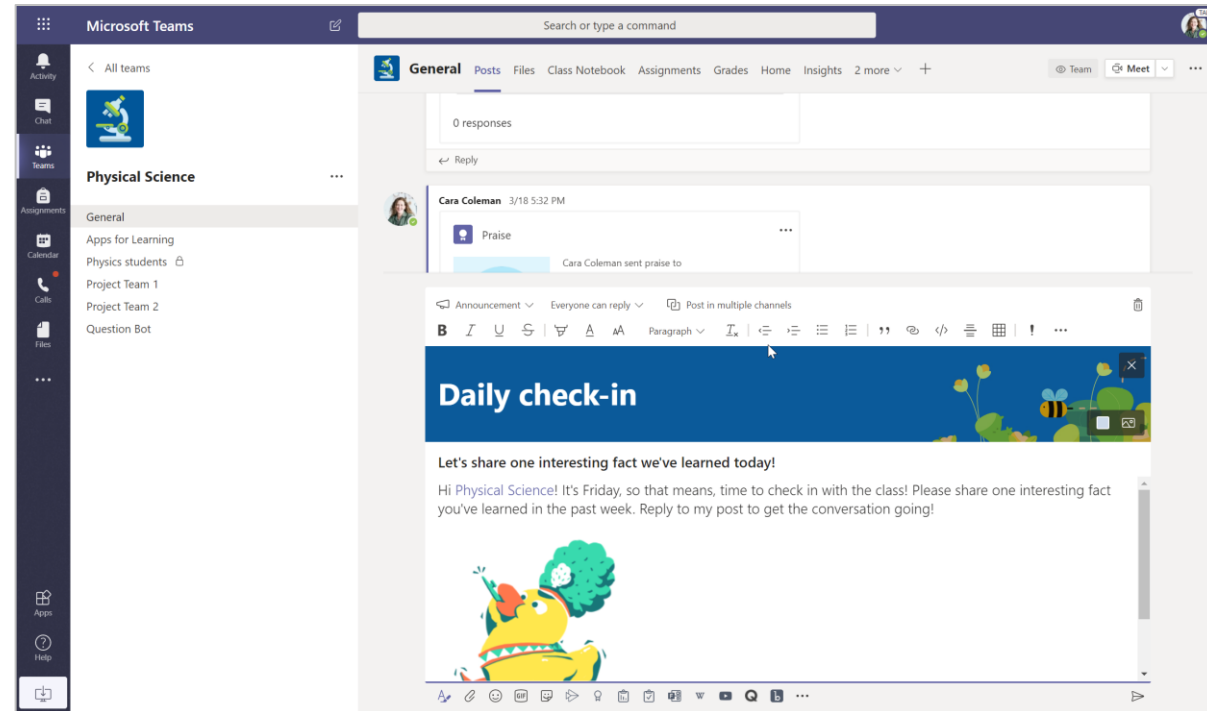 Microsoft Teams
Search or type a command
Activity
Chat
Teams
Assignments
Calendar
Calls
Files
Apps
Help
All teams
Physical Science
General
Apps for Learning
Physics students
Project Team 1
Project Team 2
Question Bot
General Posts Files Class Notebook Assignments Grades Home Insights 2 more
Team Meet
0 responses
Reply
Cara Coleman 3/18 5:32 PM
Praise
Cara Coleman sent praise to
Announcement Everyone can reply Post in multiple channels
B I U S A AA Paragraph
Daily check-in
Let's share one interesting fact we've learned today!
Hi Physical Science! It's Friday, so that means, time to check in with the class! Please share one interesting fact
you've learned in the past week. Reply to my post to get the conversation going!
GIF